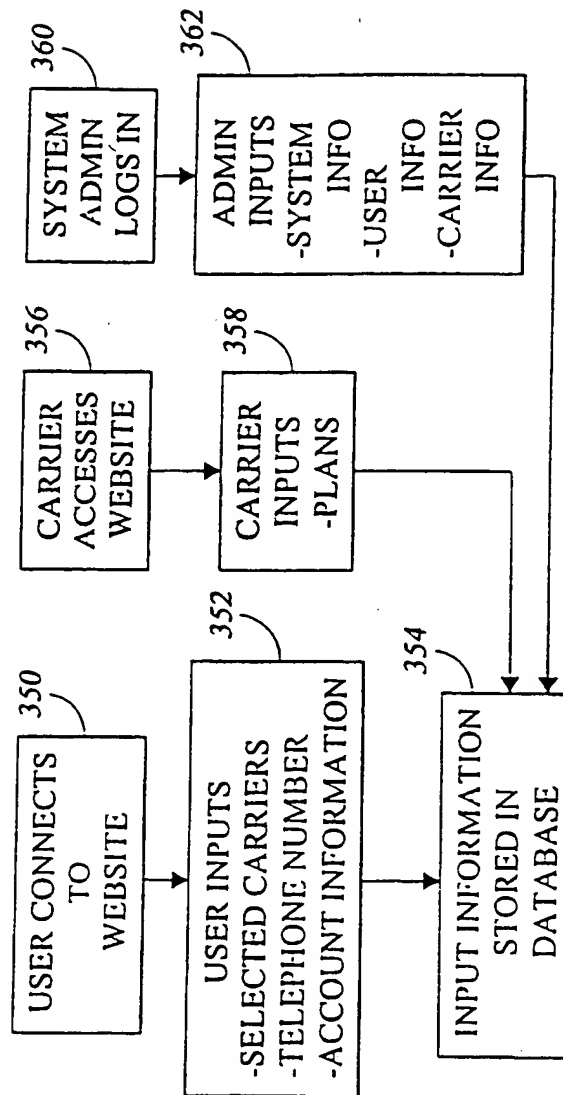 350
USER CONNECTS
TO
WEBSITE
352
USER INPUTS
-SELECTED CARRIERS
-TELEPHONE NUMBER
-ACCOUNT INFORMATION
354
INPUT INFORMATION
STORED IN
DATABASE
356
CARRIER
ACCESSES
WEBSITE
358
CARRIER
INPUTS
-PLANS
360
SYSTEM
ADMIN
LOGS IN
362
ADMIN
INPUTS
-SYSTEM
INFO
-USER
INFO
-CARRIER
INFO